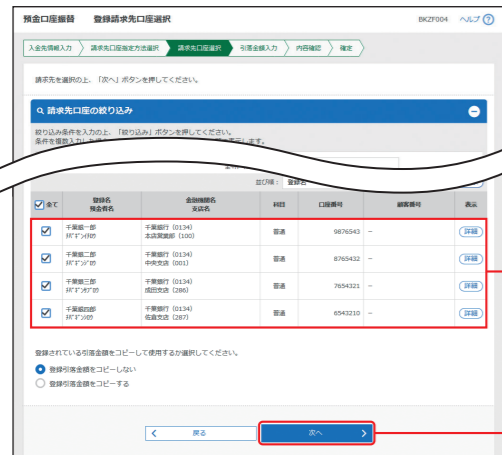 預金口座振替 登録請求先口座選択 BKZF004 ヘルプ ?
入金先情報入力 請求先口座指定方法選択 請求先口座選択 引落金額入力 内容確認 確定
請求先を選択の上、「次へ」ボタンを押してください。
請求先口座の絞り込み
絞り込み条件を入力の上、「絞り込み」ボタンを押してください。
並び順： 登録名
全て 登録名 金融機関名 科目 口座番号 顧客番号 表示
預金者名 支店名
千葉銀一郎 千葉銀行（0134） 普通 9876543 － 詳細
本店営業部（100）
千葉銀二郎 千葉銀行（0134） 普通 8765432 － 詳細
中央支店（001）
千葉銀三郎 千葉銀行（0134） 普通 7654321 － 詳細
成田支店（286）
千葉銀四郎 千葉銀行（0134） 普通 6543210 － 詳細
佐倉支店（287）
登録されている引落金額をコピーして使用するか選択してください。
登録引落金額をコピーしない
登録引落金額をコピーする
戻る 次へ